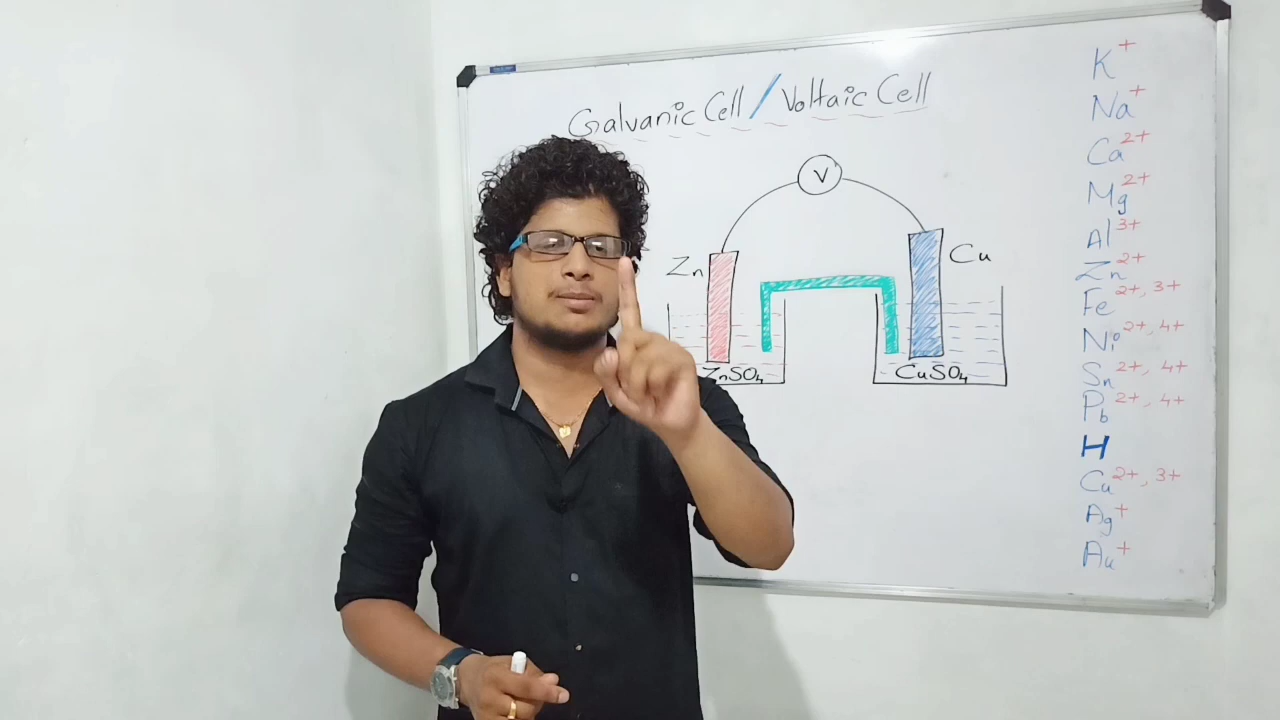 Galvanic Cell / Voltaic Cell
V
Zn
Cu
ZnSO₄
CuSO₄
K⁺
Na⁺
Ca²⁺
Mg²⁺
Al³⁺
Zn²⁺
Fe²⁺, ³⁺
Ni²⁺, ⁴⁺
Sn²⁺, ⁴⁺
Pb²⁺, ⁴⁺
H
Cu²⁺, ³⁺
Ag⁺
Au⁺